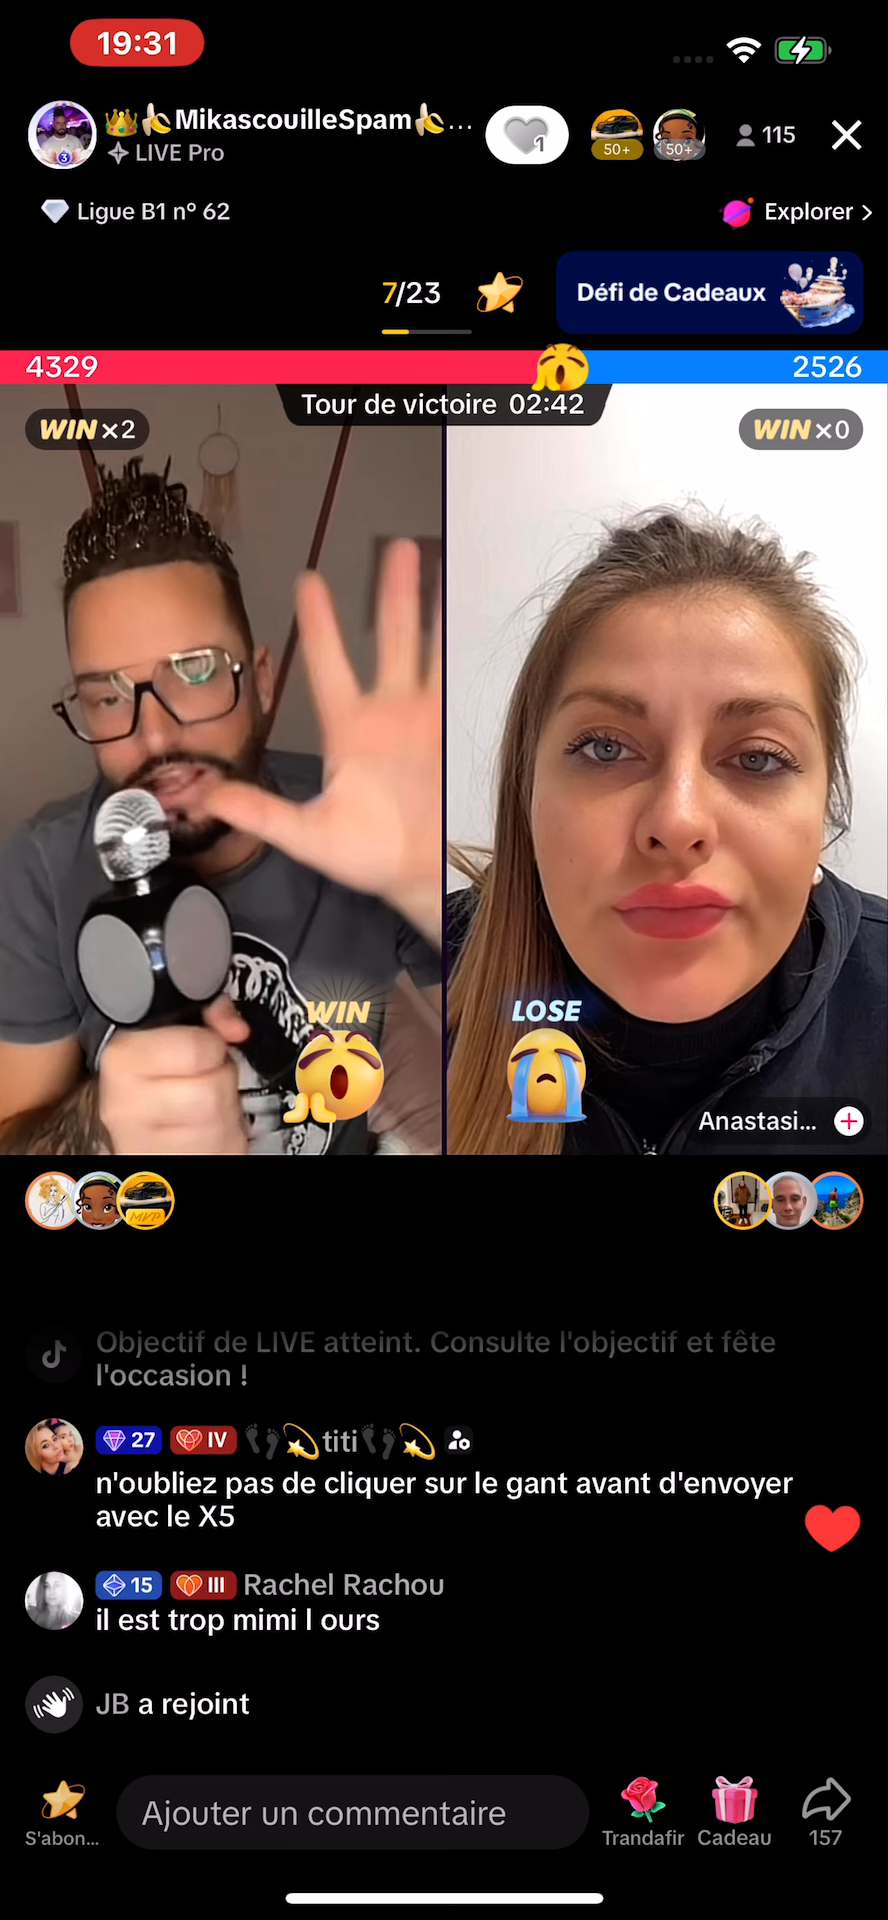 19:31
👑🍌MikascouilleSpam🍌...
LIVE Pro
1
50+
50+
115
Ligue B1 n° 62
Explorer >
7/23
Défi de Cadeaux
4329
2526
Tour de victoire 02:42
WIN x2
WIN x0
WIN
LOSE
Anastasi...
MVP
Objectif de LIVE atteint. Consulte l'objectif et fête
l'occasion !
27 IV 👣💫titi👣💫
n'oubliez pas de cliquer sur le gant avant d'envoyer
avec le X5
15 III Rachel Rachou
il est trop mimi l ours
JB a rejoint
Ajouter un commentaire
S'abon...
Trandafir
Cadeau
157